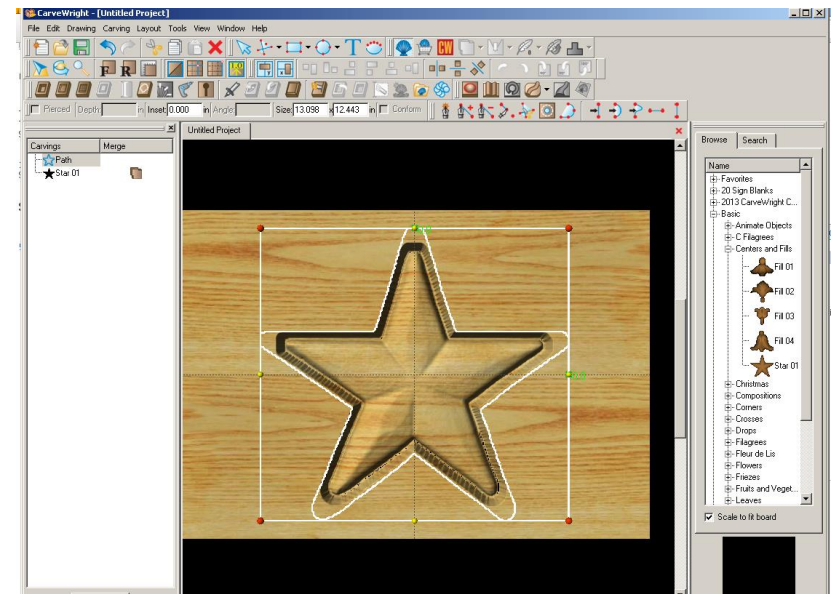 CarveWright - [Untitled Project]
File Edit Drawing Carving Layout Tools View Window Help
Pierced Depth: in Inset: 0.000 in Angle: Size: 13.098 x 12.443 in Conform
Carvings Merge
Path
Star 01
Untitled Project
Browse Search
Name
Favorites
20 Sign Blanks
2013 CarveWright C...
Basic
Animate Objects
C Filagrees
Centers and Fills
Fill 01
Fill 02
Fill 03
Fill 04
Star 01
Christmas
Compositions
Corners
Crosses
Drops
Filagrees
Fleur de Lis
Flowers
Friezes
Fruits and Veget...
Leaves
Scale to fit board